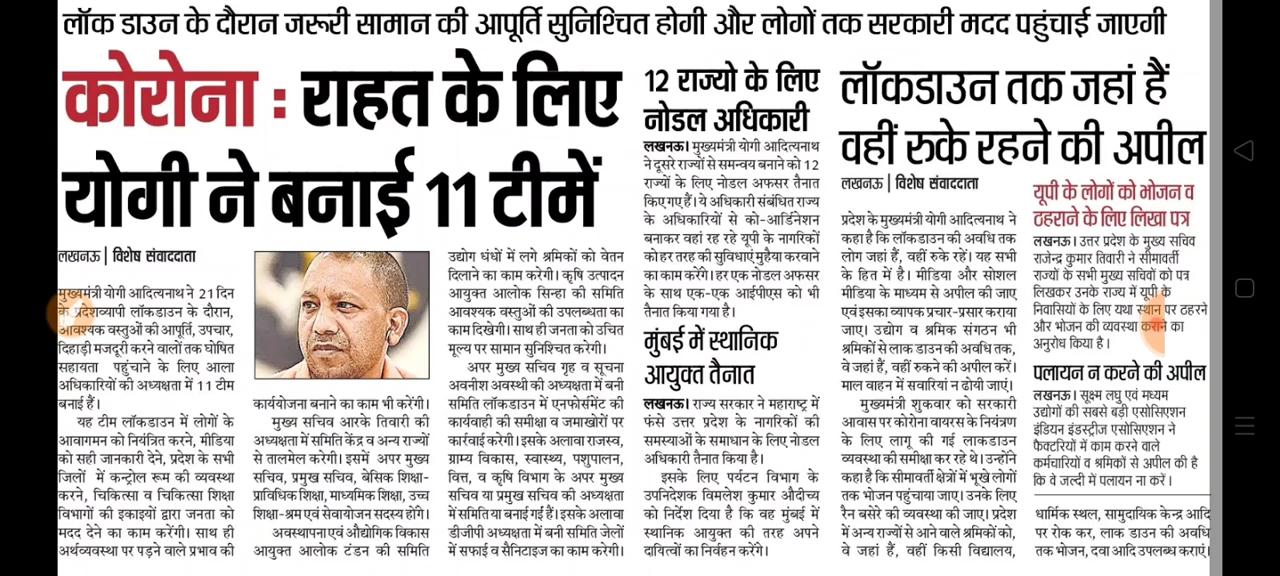 लॉक डाउन के दौरान जरूरी सामान की आपूर्ति सुनिश्चित होगी और लोगों तक सरकारी मदद पहुंचाई जाएगी
कोरोना : राहत के लिए
योगी ने बनाई 11 टीमें
लखनऊ | विशेष संवाददाता
मुख्यमंत्री योगी आदित्यनाथ ने 21 दिन
के प्रदेशव्यापी लॉकडाउन के दौरान,
आवश्यक वस्तुओं की आपूर्ति, उपचार,
दिहाड़ी मजदूरी करने वालों तक घोषित
सहायता पहुंचाने के लिए आला
अधिकारियों की अध्यक्षता में 11 टीम
बनाई हैं।
यह टीम लॉकडाउन में लोगों के
आवागमन को नियंत्रित करने, मीडिया
को सही जानकारी देने, प्रदेश के सभी
जिलों में कन्ट्रोल रूम की व्यवस्था
करने, चिकित्सा व चिकित्सा शिक्षा
विभागों की इकाइयों द्वारा जनता को
मदद देने का काम करेंगी। साथ ही
अर्थव्यवस्था पर पड़ने वाले प्रभाव की
कार्ययोजना बनाने का काम भी करेंगी।
मुख्य सचिव आरके तिवारी की
अध्यक्षता में समिति केंद्र व अन्य राज्यों
से तालमेल करेगी। इसमें अपर मुख्य
सचिव, प्रमुख सचिव, बेसिक शिक्षा-
प्राविधिक शिक्षा, माध्यमिक शिक्षा, उच्च
शिक्षा-श्रम एवं सेवायोजन सदस्य होंगे।
अवस्थापना एवं औद्योगिक विकास
आयुक्त आलोक टंडन की समिति
उद्योग धंधों में लगे श्रमिकों को वेतन
दिलाने का काम करेगी। कृषि उत्पादन
आयुक्त आलोक सिन्हा की समिति
आवश्यक वस्तुओं की उपलब्धता का
काम दिखेगी। साथ ही जनता को उचित
मूल्य पर सामान सुनिश्चित करेगी।
अपर मुख्य सचिव गृह व सूचना
अवनीश अवस्थी की अध्यक्षता में बनी
समिति लॉकडाउन में एनफोर्समेंट की
कार्यवाही की समीक्षा व जमाखोरों पर
कार्रवाई करेगी। इसके अलावा राजस्व,
ग्राम्य विकास, स्वास्थ्य, पशुपालन,
वित्त, व कृषि विभाग के अपर मुख्य
सचिव या प्रमुख सचिव की अध्यक्षता
में समिति या बनाई गई हैं। इसके अलावा
डीजीपी अध्यक्षता में बनी समिति जेलों
में सफाई व सैनिटाइज का काम करेगी।
12 राज्यो के लिए
नोडल अधिकारी
लखनऊ। मुख्यमंत्री योगी आदित्यनाथ
ने दूसरे राज्यों से समन्वय बनाने को 12
राज्यों के लिए नोडल अफसर तैनात
किए गए हैं। ये अधिकारी संबंधित राज्य
के अधिकारियों से को-आर्डिनेशन
बनाकर वहां रह रहे यूपी के नागरिकों
को हर तरह की सुविधाएं मुहैया करवाने
का काम करेंगे। हर एक नोडल अफसर
के साथ एक-एक आईपीएस को भी
तैनात किया गया है।
मुंबई में स्थानिक
आयुक्त तैनात
लखनऊ। राज्य सरकार ने महाराष्ट्र में
फंसे उत्तर प्रदेश के नागरिकों की
समस्याओं के समाधान के लिए नोडल
अधिकारी तैनात किया है।
इसके लिए पर्यटन विभाग के
उपनिदेशक विमलेश कुमार औदीच्य
को निर्देश दिया है कि वह मुंबई में
स्थानिक आयुक्त की तरह अपने
दायित्वों का निर्वहन करेंगे।
लॉकडाउन तक जहां हैं
वहीं रुके रहने की अपील
लखनऊ | विशेष संवाददाता
प्रदेश के मुख्यमंत्री योगी आदित्यनाथ ने
कहा है कि लॉकडाउन की अवधि तक
लोग जहां हैं, वहीं रुके रहें। यह सभी
के हित में है। मीडिया और सोशल
मीडिया के माध्यम से अपील की जाए
एवं इसका व्यापक प्रचार-प्रसार कराया
जाए। उद्योग व श्रमिक संगठन भी
श्रमिकों से लाक डाउन की अवधि तक,
वे जहां हैं, वहीं रुकने की अपील करें।
माल वाहन में सवारियां न ढोयी जाएं।
मुख्यमंत्री शुक्रवार को सरकारी
आवास पर कोरोना वायरस के नियंत्रण
के लिए लागू की गई लाकडाउन
व्यवस्था की समीक्षा कर रहे थे। उन्होंने
कहा है कि सीमावर्ती क्षेत्रों में भूखे लोगों
तक भोजन पहुंचाया जाए। उनके लिए
रैन बसेरे की व्यवस्था की जाए। प्रदेश
में अन्य राज्यों से आने वाले श्रमिकों को,
वे जहां हैं, वहीं किसी विद्यालय,
यूपी के लोगों को भोजन व
ठहराने के लिए लिखा पत्र
लखनऊ। उत्तर प्रदेश के मुख्य सचिव
राजेन्द्र कुमार तिवारी ने सीमावर्ती
राज्यों के सभी मुख्य सचिवों को पत्र
लिखकर उनके राज्य में यूपी के
निवासियों के लिए यथा स्थान पर ठहरने
और भोजन की व्यवस्था कराने का
अनुरोध किया है।
पलायन न करने की अपील
लखनऊ। सूक्ष्म लघु एवं मध्यम
उद्योगों की सबसे बड़ी एसोसिएशन
इंडियन इंडस्ट्रीज एसोसिएशन ने
फैक्टरियों में काम करने वाले
कर्मचारियों व श्रमिकों से अपील की है
कि वे जल्दी में पलायन ना करें।
धार्मिक स्थल, सामुदायिक केन्द्र आदि
पर रोक कर, लाक डाउन की अवधि
तक भोजन, दवा आदि उपलब्ध कराएं।